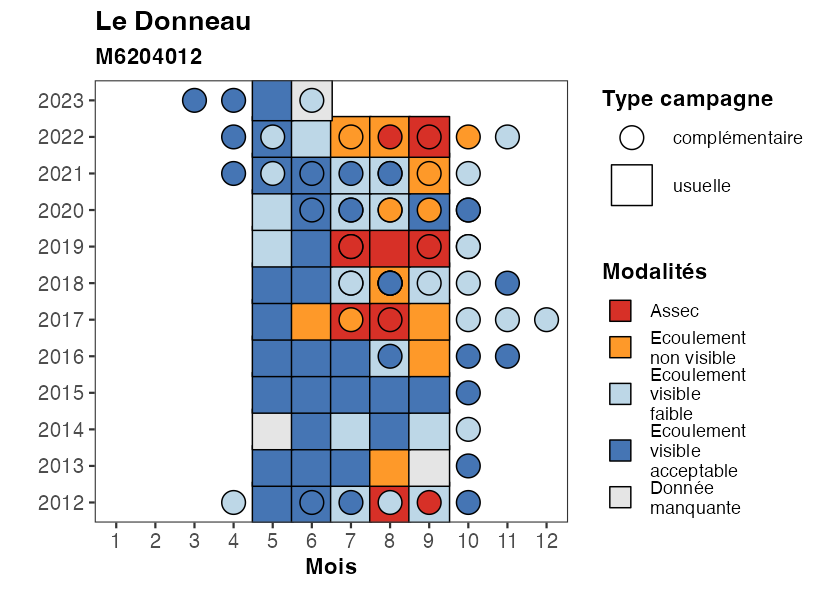 Le Donneau
M6204012
2023
2022
2021
2020
2019
2018
2017
2016
2015
2014
2013
2012
1 2 3 4 5 6 7 8 9 10 11 12
Mois
Type campagne
complémentaire
usuelle
Modalités
Assec
Ecoulement
non visible
Ecoulement
visible
faible
Ecoulement
visible
acceptable
Donnée
manquante